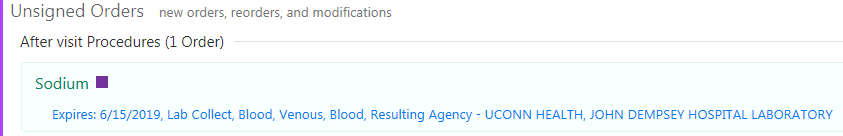 Unsigned Orders new orders, reorders, and modifications
After visit Procedures (1 Order)
Sodium
Expires: 6/15/2019, Lab Collect, Blood, Venous, Blood, Resulting Agency - UCONN HEALTH, JOHN DEMPSEY HOSPITAL LABORATORY